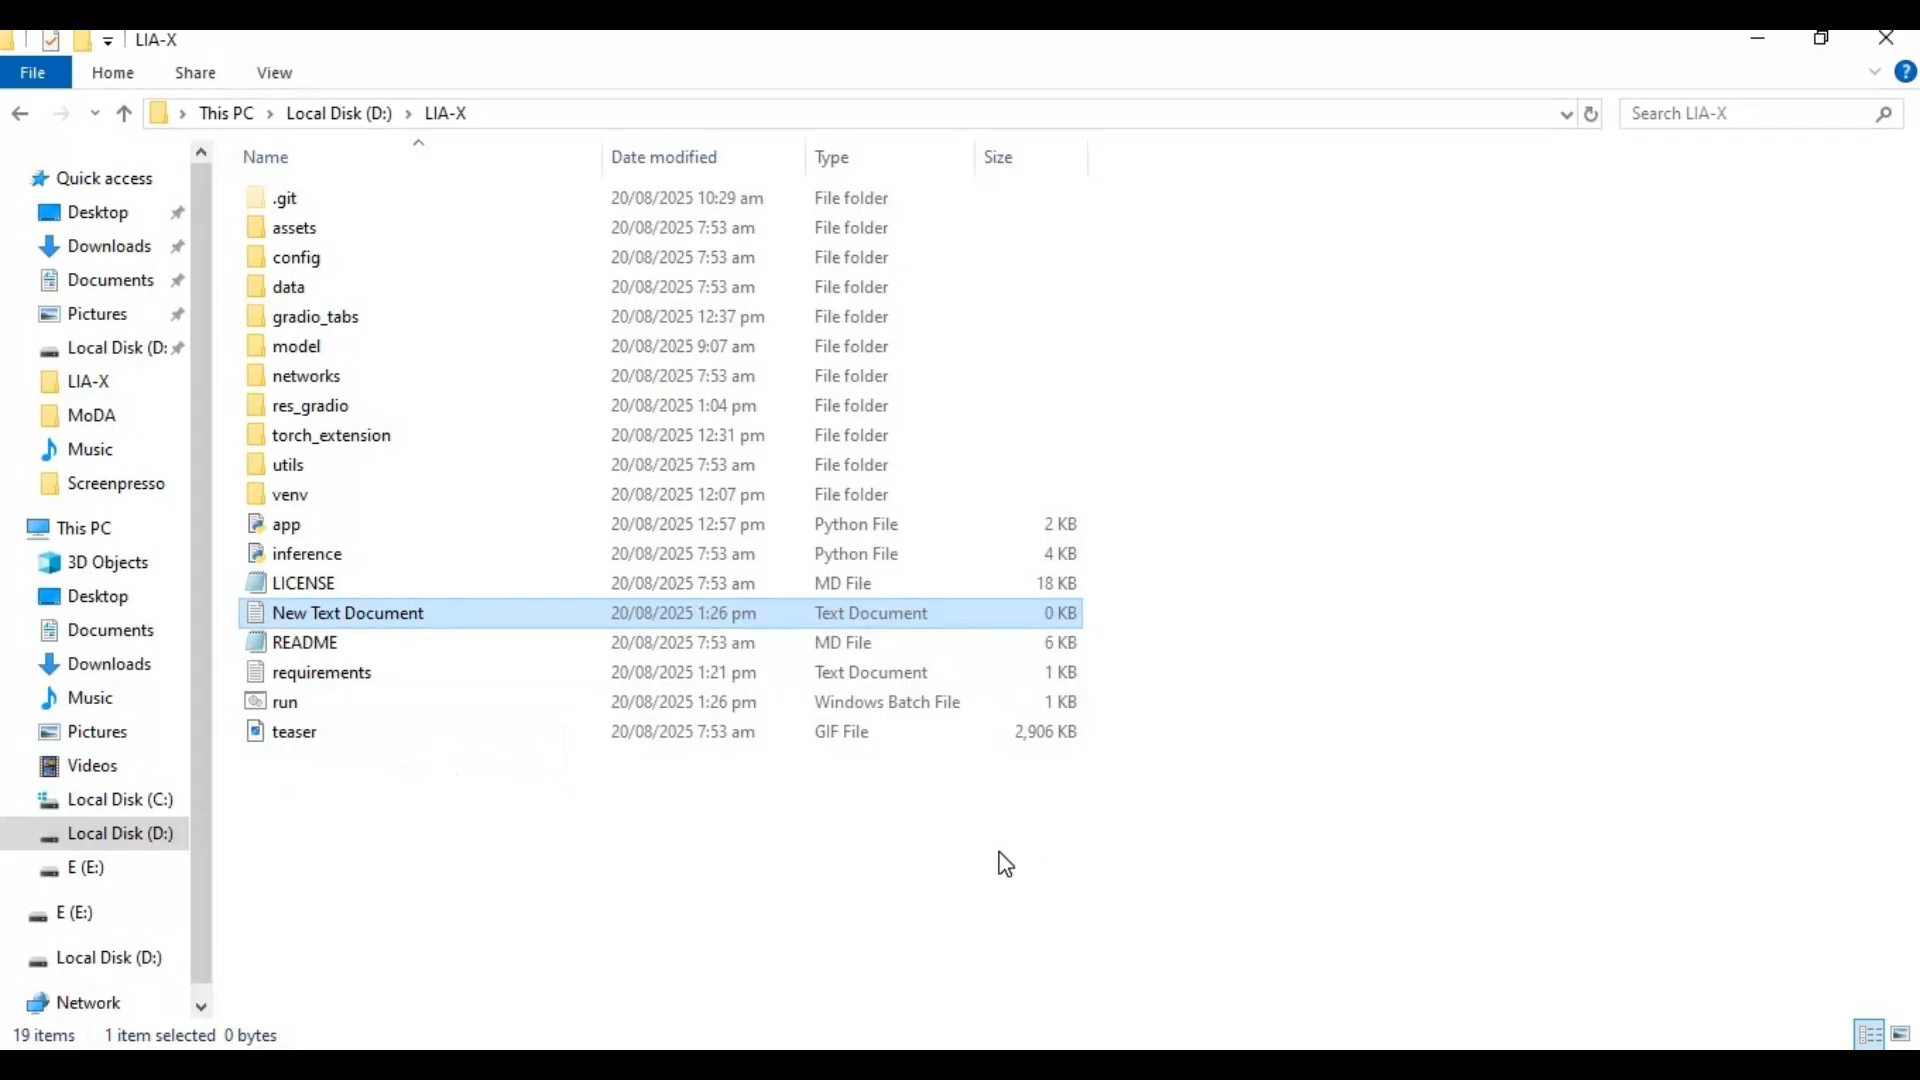 LIA-X
File Home Share View
This PC Local Disk (D:) LIA-X
Search LIA-X
Name Date modified Type Size
Quick access
Desktop
Downloads
Documents
Pictures
Local Disk (D:
LIA-X
MoDA
Music
Screenpresso
This PC
3D Objects
Desktop
Documents
Downloads
Music
Pictures
Videos
Local Disk (C:)
Local Disk (D:)
E (E:)
E (E:)
Local Disk (D:)
Network
.git 20/08/2025 10:29 am File folder
assets 20/08/2025 7:53 am File folder
config 20/08/2025 7:53 am File folder
data 20/08/2025 7:53 am File folder
gradio_tabs 20/08/2025 12:37 pm File folder
model 20/08/2025 9:07 am File folder
networks 20/08/2025 7:53 am File folder
res_gradio 20/08/2025 1:04 pm File folder
torch_extension 20/08/2025 12:31 pm File folder
utils 20/08/2025 7:53 am File folder
venv 20/08/2025 12:07 pm File folder
app 20/08/2025 12:57 pm Python File 2 KB
inference 20/08/2025 7:53 am Python File 4 KB
LICENSE 20/08/2025 7:53 am MD File 18 KB
New Text Document 20/08/2025 1:26 pm Text Document 0 KB
README 20/08/2025 7:53 am MD File 6 KB
requirements 20/08/2025 1:21 pm Text Document 1 KB
run 20/08/2025 1:26 pm Windows Batch File 1 KB
teaser 20/08/2025 7:53 am GIF File 2,906 KB
19 items 1 item selected 0 bytes